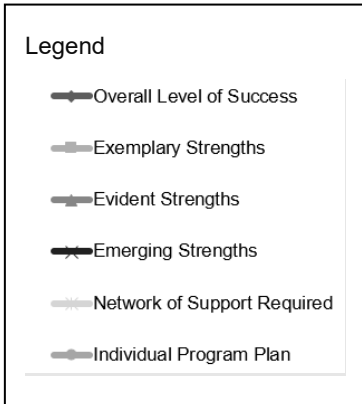 Legend
Overall Level of Success
Exemplary Strengths
Evident Strengths
Emerging Strengths
Network of Support Required
Individual Program Plan